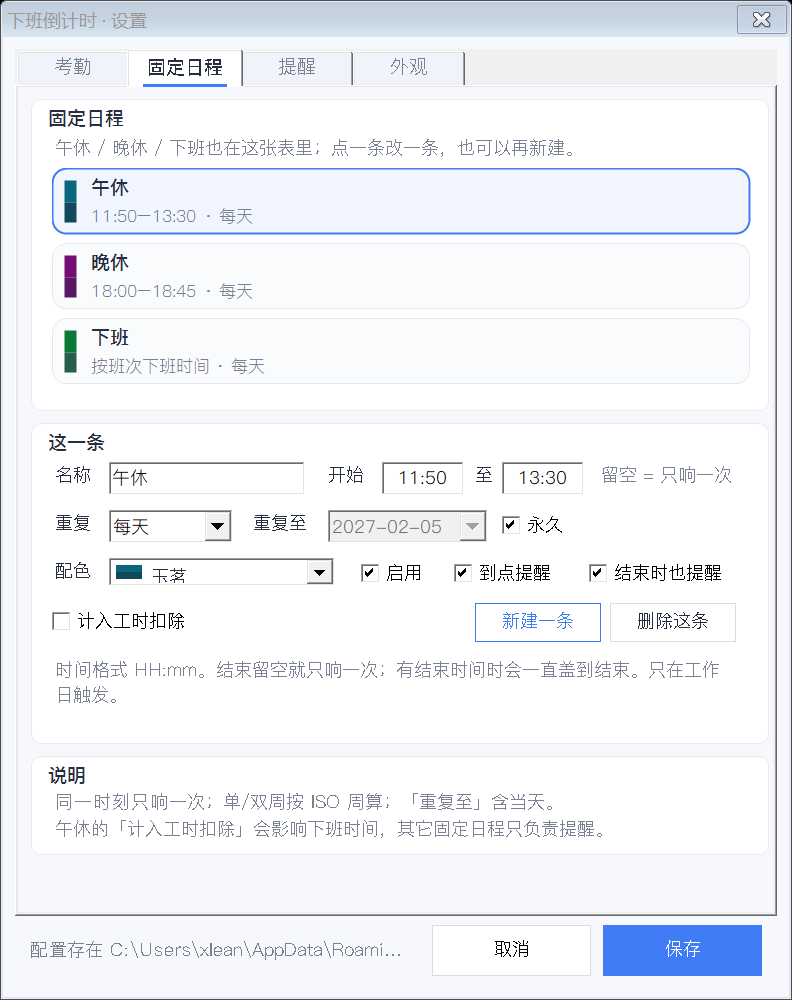 下班倒计时 · 设置
考勤 固定日程 提醒 外观
固定日程
午休 / 晚休 / 下班也在这张表里；点一条改一条，也可以再新建。
午休
11:50—13:30 · 每天
晚休
18:00—18:45 · 每天
下班
按班次下班时间 · 每天
这一条
名称 午休 开始 11:50 至 13:30 留空 = 只响一次
重复 每天 重复至 2027-02-05 永久
配色 玉茗 启用 到点提醒 结束时也提醒
计入工时扣除 新建一条 删除这条
时间格式 HH:mm。结束留空就只响一次；有结束时间时会一直盖到结束。只在工作
日触发。
说明
同一时刻只响一次；单/双周按 ISO 周算；「重复至」含当天。
午休的「计入工时扣除」会影响下班时间，其它固定日程只负责提醒。
配置存在 C:\Users\xlean\AppData\Roami... 取消 保存